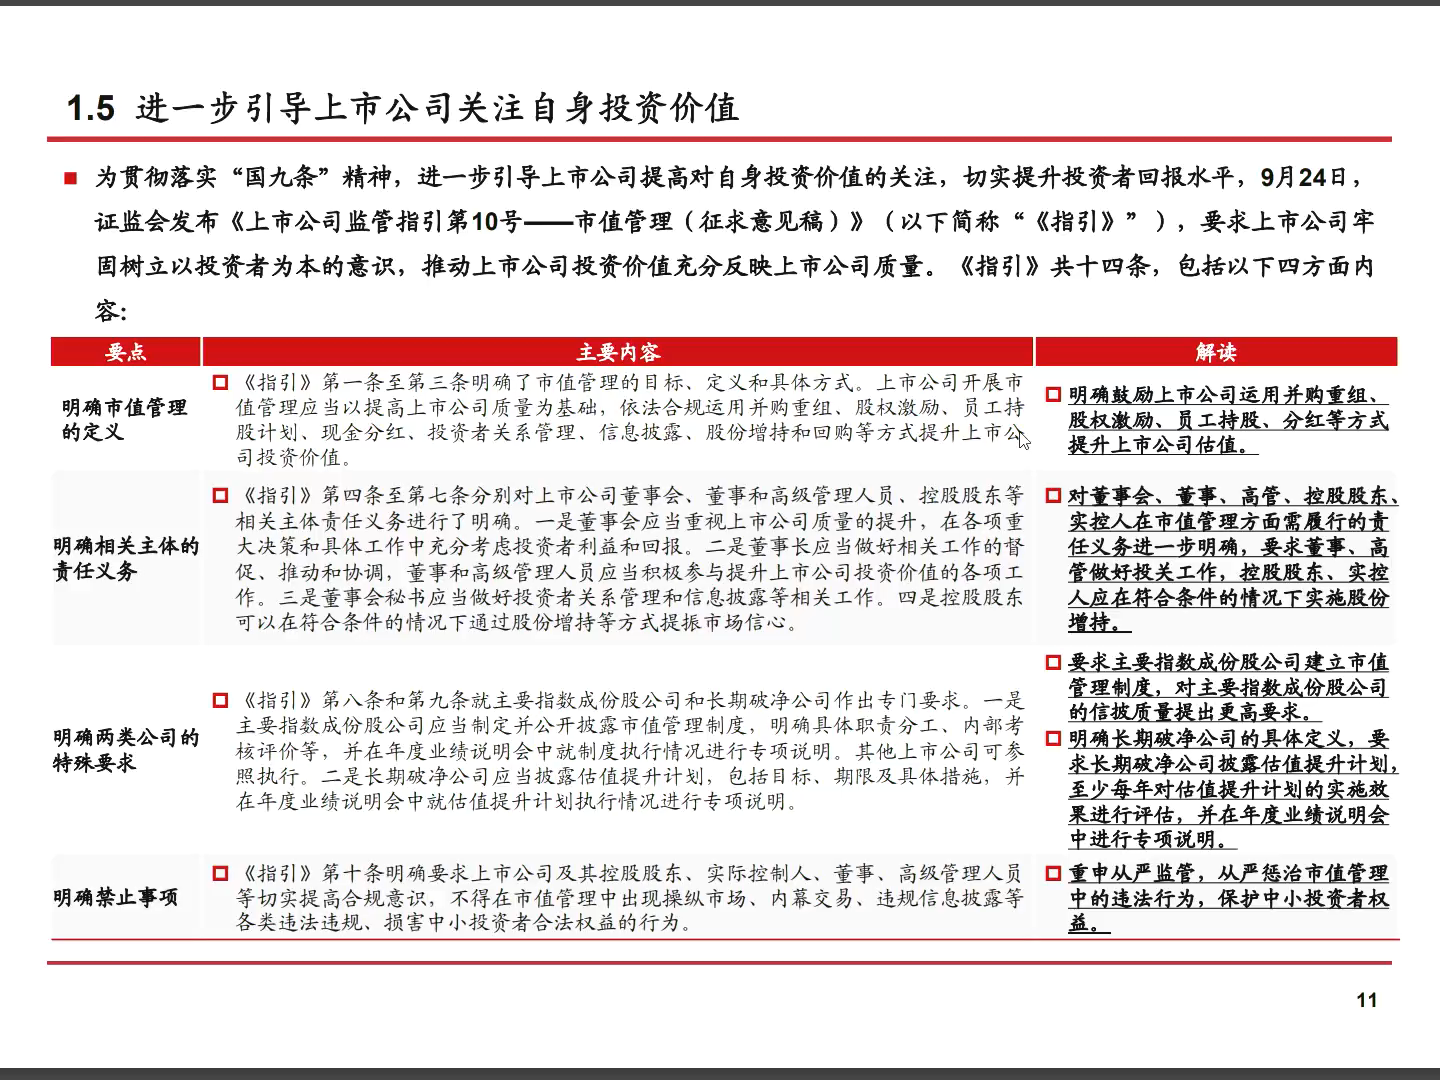 1.5 进一步引导上市公司关注自身投资价值
为贯彻落实“国九条”精神，进一步引导上市公司提高对自身投资价值的关注，切实提升投资者回报水平，9月24日，
证监会发布《上市公司监管指引第10号——市值管理（征求意见稿）》（以下简称“《指引》”），要求上市公司牢
固树立以投资者为本的意识，推动上市公司投资价值充分反映上市公司质量。《指引》共十四条，包括以下四方面内
容：
要点 主要内容 解读
明确市值管理
的定义
《指引》第一条至第三条明确了市值管理的目标、定义和具体方式。上市公司开展市
值管理应当以提高上市公司质量为基础，依法合规运用并购重组、股权激励、员工持
股计划、现金分红、投资者关系管理、信息披露、股份增持和回购等方式提升上市公
司投资价值。
明确鼓励上市公司运用并购重组、
股权激励、员工持股、分红等方式
提升上市公司估值。
明确相关主体的
责任义务
《指引》第四条至第七条分别对上市公司董事会、董事和高级管理人员、控股股东等
相关主体责任义务进行了明确。一是董事会应当重视上市公司质量的提升，在各项重
大决策和具体工作中充分考虑投资者利益和回报。二是董事长应当做好相关工作的督
促、推动和协调，董事和高级管理人员应当积极参与提升上市公司投资价值的各项工
作。三是董事会秘书应当做好投资者关系管理和信息披露等相关工作。四是控股股东
可以在符合条件的情况下通过股份增持等方式提振市场信心。
对董事会、董事、高管、控股股东、
实控人在市值管理方面需履行的责
任义务进一步明确，要求董事、高
管做好投关工作，控股股东、实控
人应在符合条件的情况下实施股份
增持。
明确两类公司的
特殊要求
《指引》第八条和第九条就主要指数成份股公司和长期破净公司作出专门要求。一是
主要指数成份股公司应当制定并公开披露市值管理制度，明确具体职责分工、内部考
核评价等，并在年度业绩说明会中就制度执行情况进行专项说明。其他上市公司可参
照执行。二是长期破净公司应当披露估值提升计划，包括目标、期限及具体措施，并
在年度业绩说明会中就估值提升计划执行情况进行专项说明。
要求主要指数成份股公司建立市值
管理制度，对主要指数成份股公司
的信披质量提出更高要求。
明确长期破净公司的具体定义，要
求长期破净公司披露估值提升计划，
至少每年对估值提升计划的实施效
果进行评估，并在年度业绩说明会
中进行专项说明。
明确禁止事项
《指引》第十条明确要求上市公司及其控股股东、实际控制人、董事、高级管理人员
等切实提高合规意识，不得在市值管理中出现操纵市场、内幕交易、违规信息披露等
各类违法违规、损害中小投资者合法权益的行为。
重申从严监管，从严惩治市值管理
中的违法行为，保护中小投资者权
益。
11